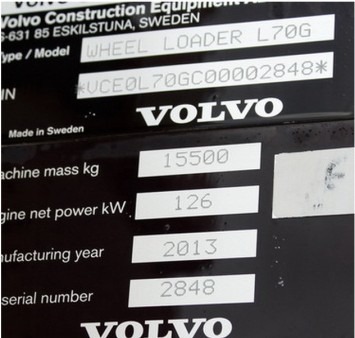 Volvo Construction Equipment
S-631 85 ESKILSTUNA, SWEDEN
Type / Model WHEEL LOADER L70G
IN *VCE0L70GC00002848*
VOLVO
Made in Sweden
achine mass kg 15500
gine net power kW 126
nufacturing year 2013
serial number 2848
VOLVO